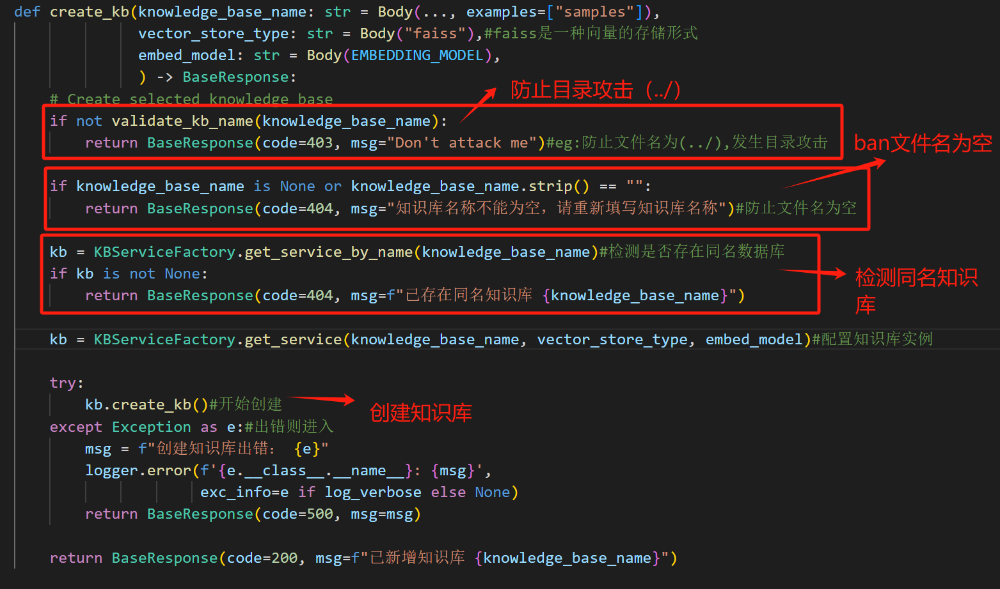 def create_kb(knowledge_base_name: str = Body(..., examples=["samples"]),
vector_store_type: str = Body("faiss"),#faiss是一种向量的存储形式
embed_model: str = Body(EMBEDDING_MODEL),
) -> BaseResponse:
防止目录攻击（../）
# Create selected knowledge base
if not validate_kb_name(knowledge_base_name):
return BaseResponse(code=403, msg="Don't attack me")#eg:防止文件名为(../),发生目录攻击
ban文件名为空
if knowledge_base_name is None or knowledge_base_name.strip() == "":
return BaseResponse(code=404, msg="知识库名称不能为空，请重新填写知识库名称")#防止文件名为空
kb = KBServiceFactory.get_service_by_name(knowledge_base_name)#检测是否存在同名数据库
if kb is not None:
检测同名知识
库
return BaseResponse(code=404, msg=f"已存在同名知识库 {knowledge_base_name}")
kb = KBServiceFactory.get_service(knowledge_base_name, vector_store_type, embed_model)#配置知识库实例
try:
kb.create_kb()#开始创建
创建知识库
except Exception as e:#出错则进入
msg = f"创建知识库出错： {e}"
logger.error(f'{e.__class__.__name__}: {msg}',
exc_info=e if log_verbose else None)
return BaseResponse(code=500, msg=msg)
return BaseResponse(code=200, msg=f"已新增知识库 {knowledge_base_name}")